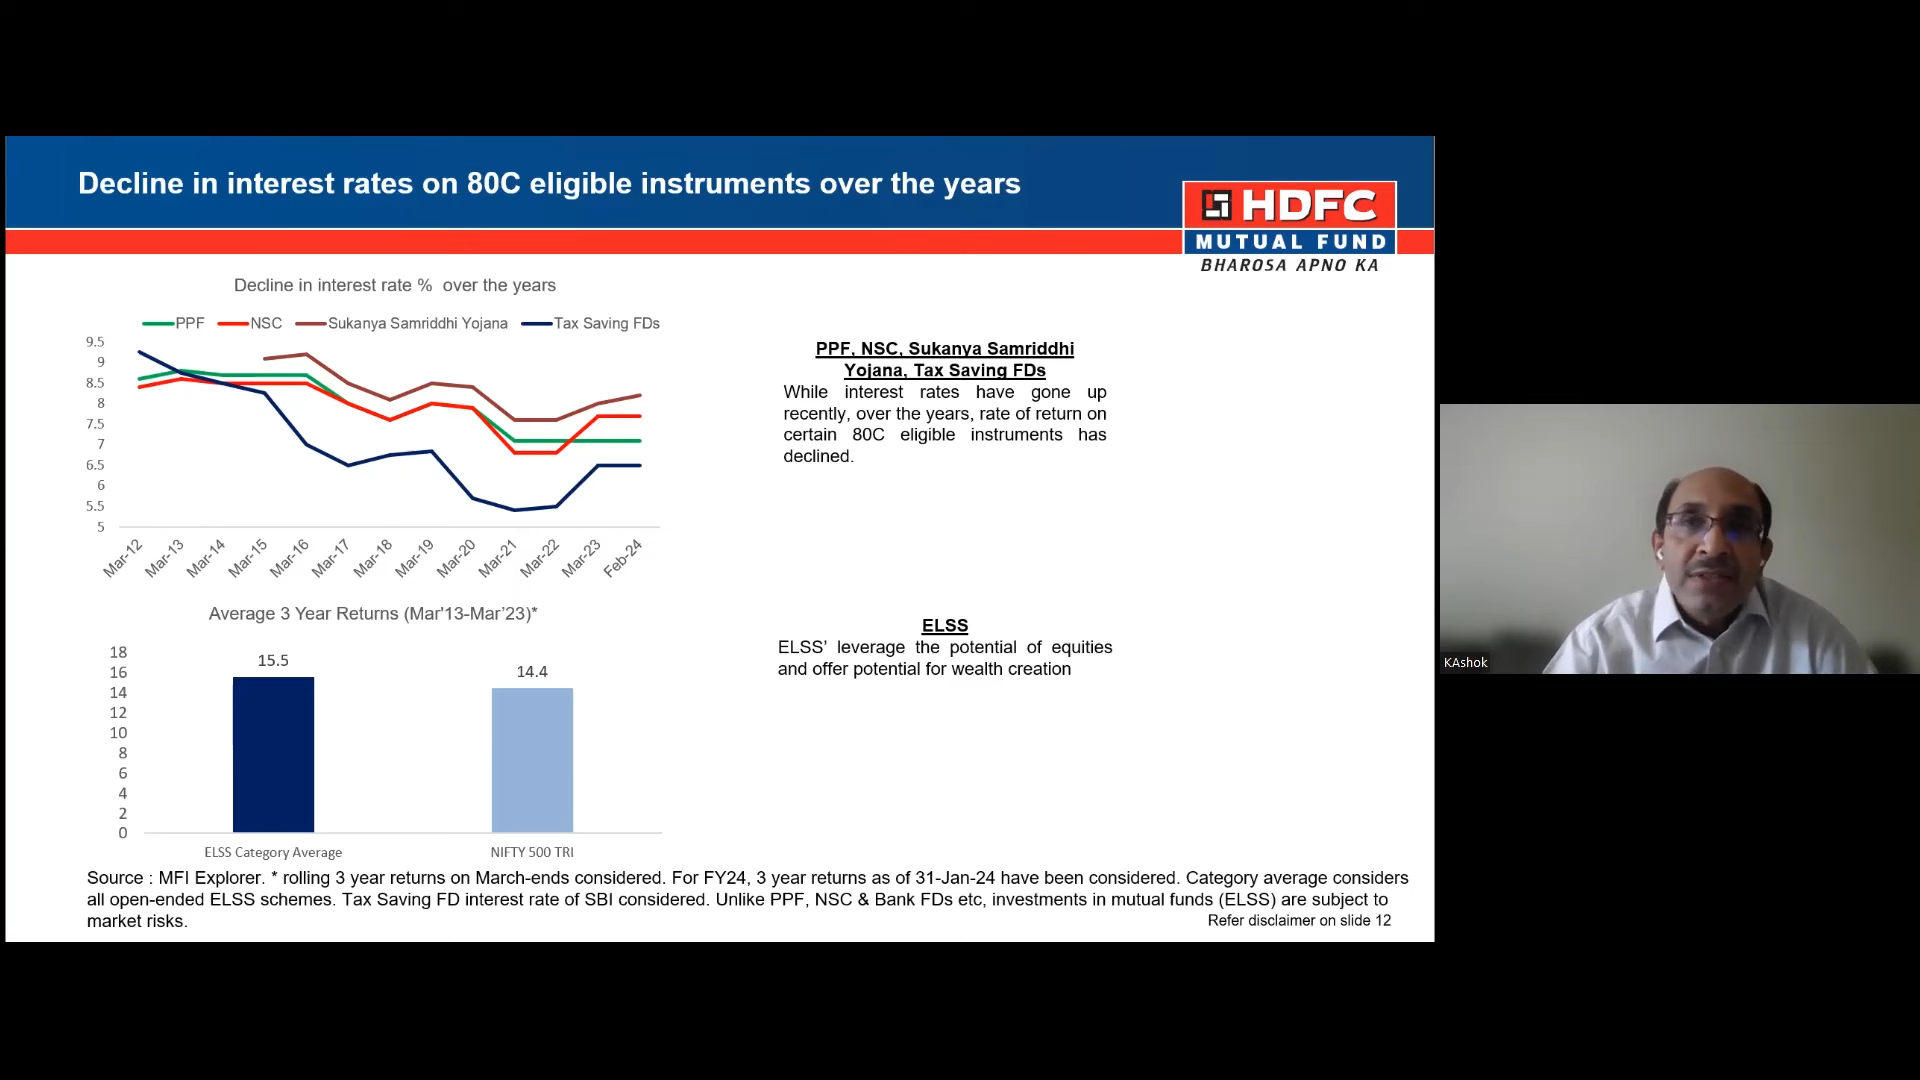 Decline in interest rates on 80C eligible instruments over the years
HDFC
MUTUAL FUND
BHAROSA APNO KA
Decline in interest rate %  over the years
PPF NSC Sukanya Samriddhi Yojana Tax Saving FDs
9.5
9
8.5
8
7.5
7
6.5
6
5.5
5
Mar-12 Mar-13 Mar-14 Mar-15 Mar-16 Mar-17 Mar-18 Mar-19 Mar-20 Mar-21 Mar-22 Mar-23 Feb-24
PPF, NSC, Sukanya Samriddhi
Yojana, Tax Saving FDs
While interest rates have gone up
recently, over the years, rate of return on
certain 80C eligible instruments has
declined.
Average 3 Year Returns (Mar'13-Mar’23)*
18
16
14
12
10
8
6
4
2
0
15.5
14.4
ELSS Category Average NIFTY 500 TRI
ELSS
ELSS’ leverage the potential of equities
and offer potential for wealth creation
Source : MFI Explorer. * rolling 3 year returns on March-ends considered. For FY24, 3 year returns as of 31-Jan-24 have been considered. Category average considers
all open-ended ELSS schemes. Tax Saving FD interest rate of SBI considered. Unlike PPF, NSC & Bank FDs etc, investments in mutual funds (ELSS) are subject to
market risks.
Refer disclaimer on slide 12
KAshok